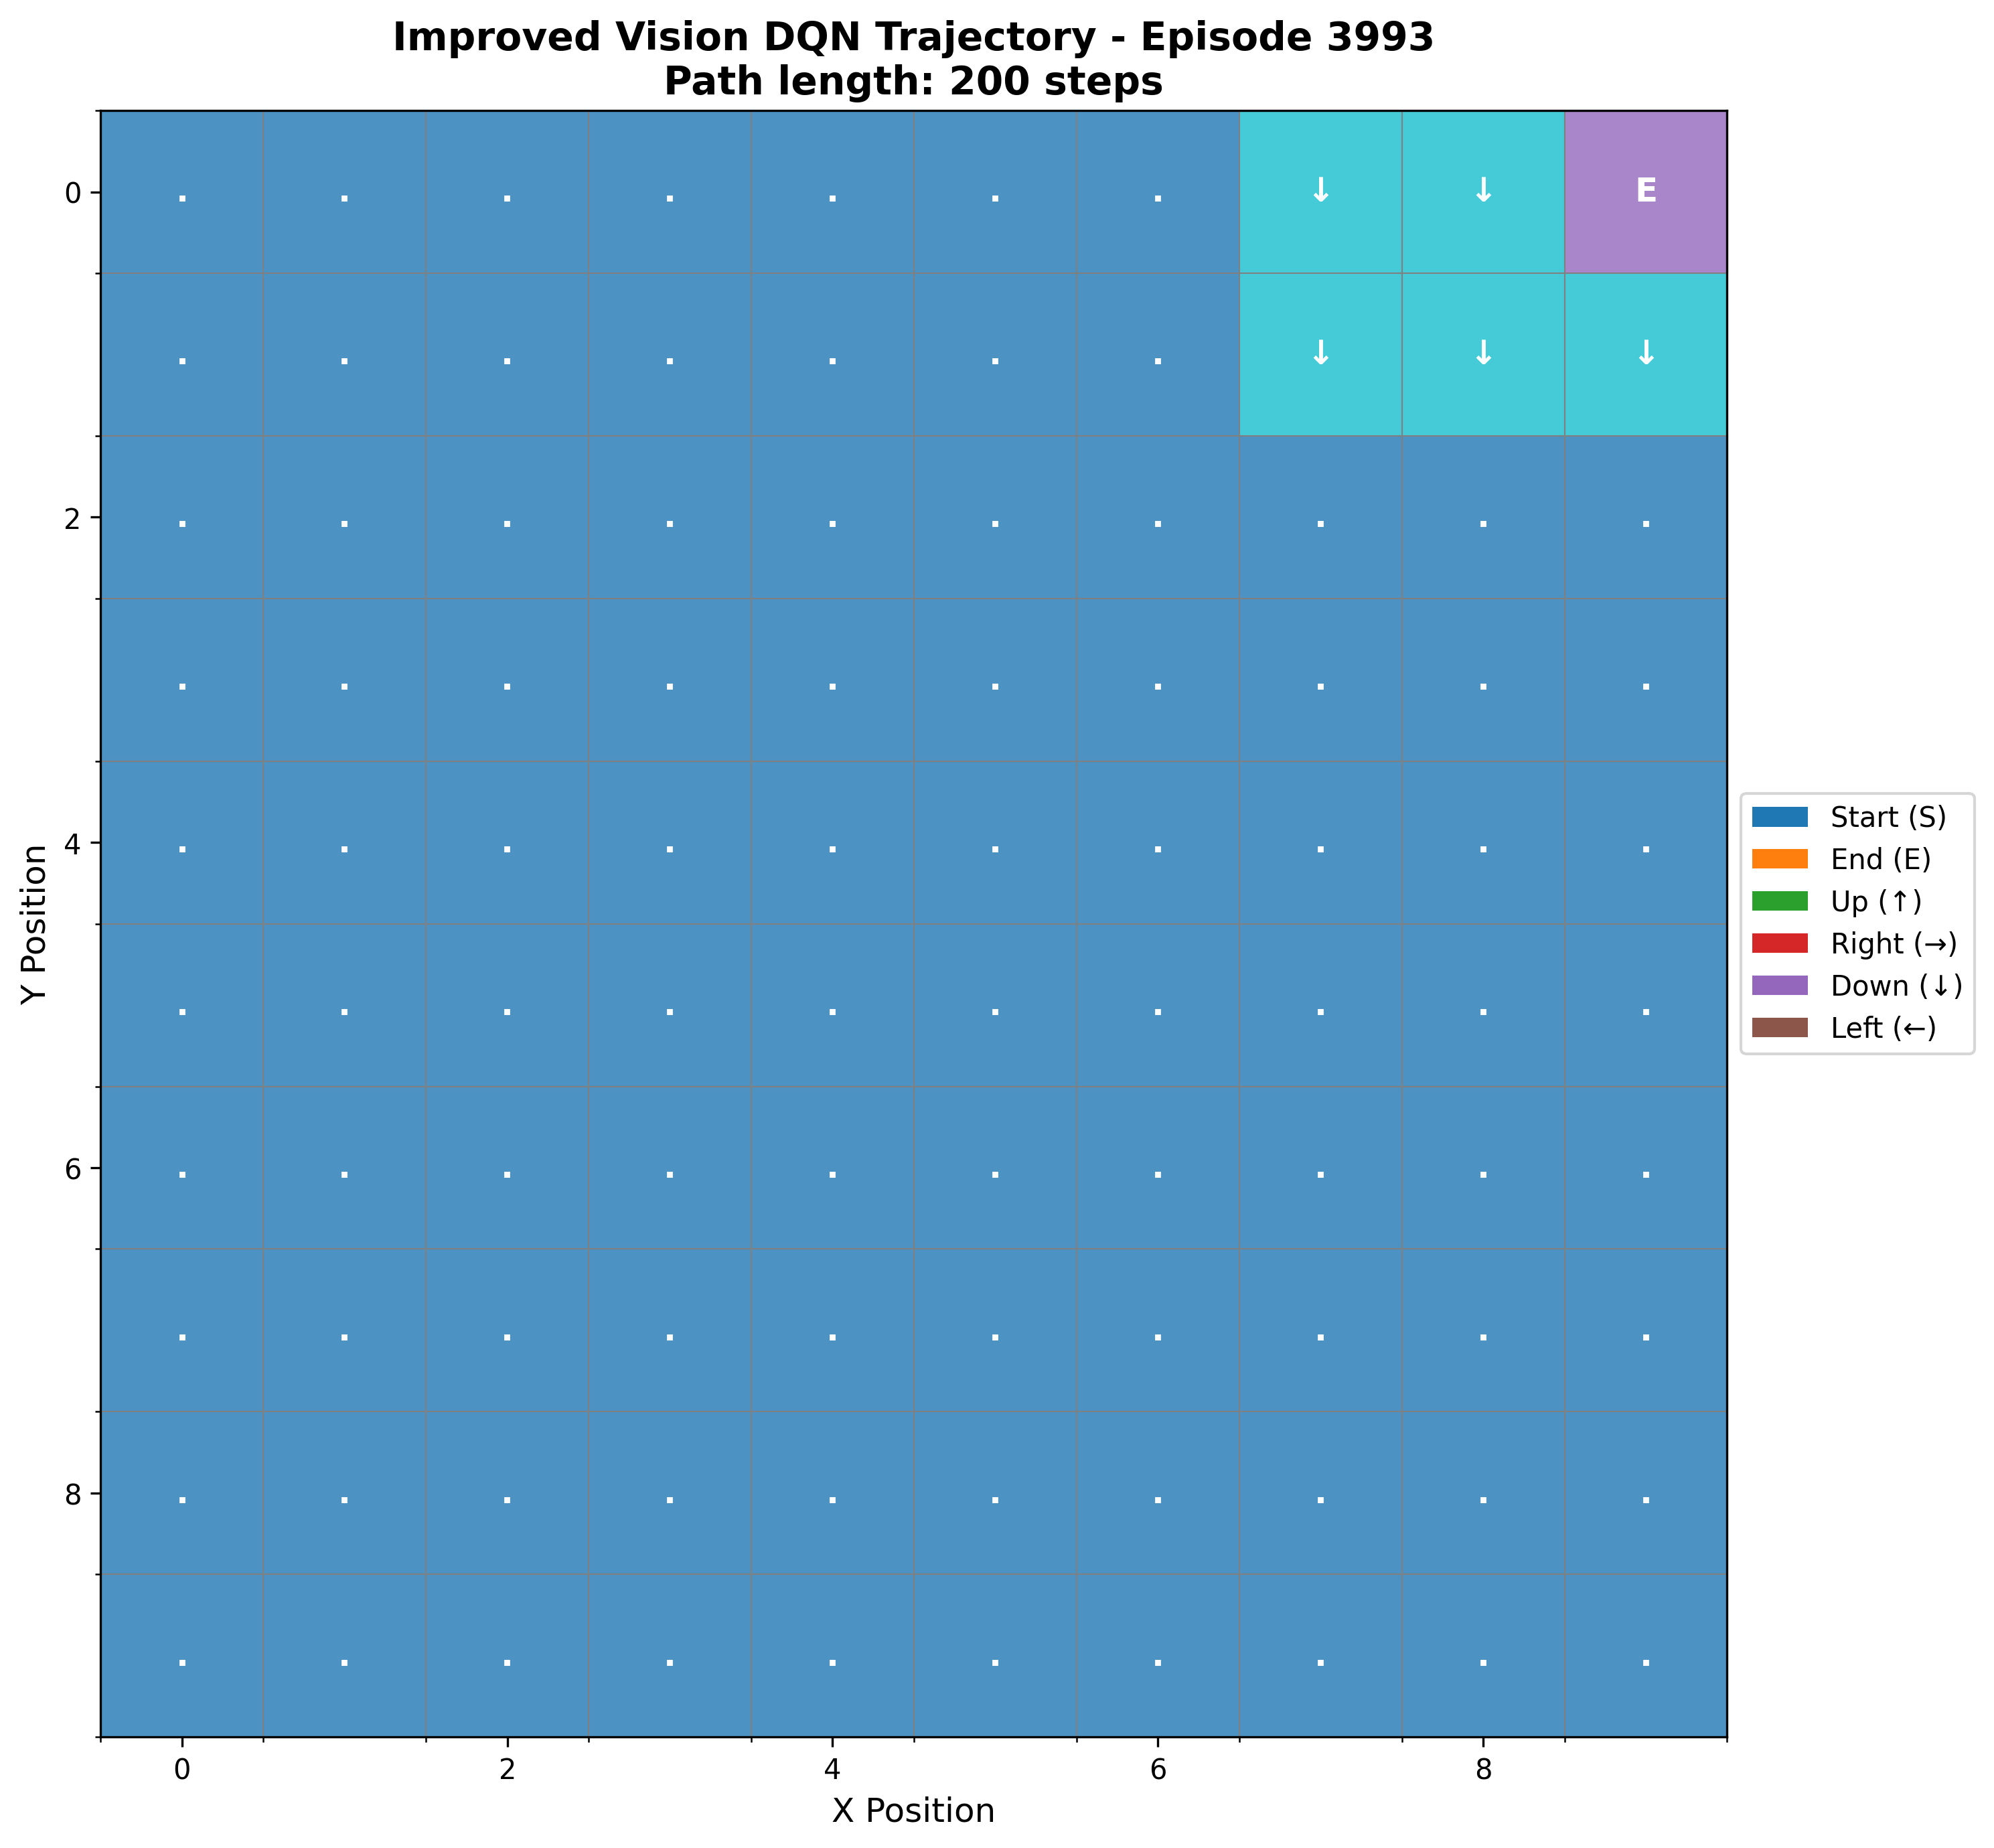 Improved Vision DQN Trajectory - Episode 3993
Path length: 200 steps
0 . . . . . . . ↓ ↓ E
. . . . . . . ↓ ↓ ↓
2 . . . . . . . . . .
. . . . . . . . . .
4 . . . . . . . . . .
. . . . . . . . . .
6 . . . . . . . . . .
. . . . . . . . . .
8 . . . . . . . . . .
. . . . . . . . . .
0 2 4 6 8
X Position
Y Position
Start (S)
End (E)
Up (↑)
Right (→)
Down (↓)
Left (←)